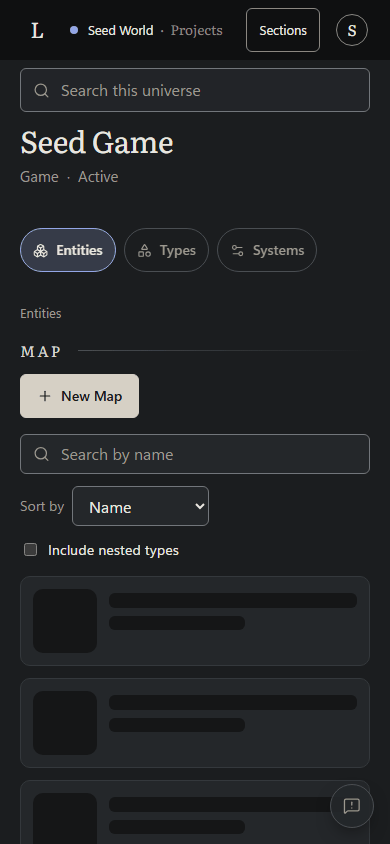 L
Seed World · Projects
Sections
S
Search this universe
Seed Game
Game · Active
Entities
Types
Systems
Entities
MAP
New Map
Search by name
Sort by
Name
Include nested types